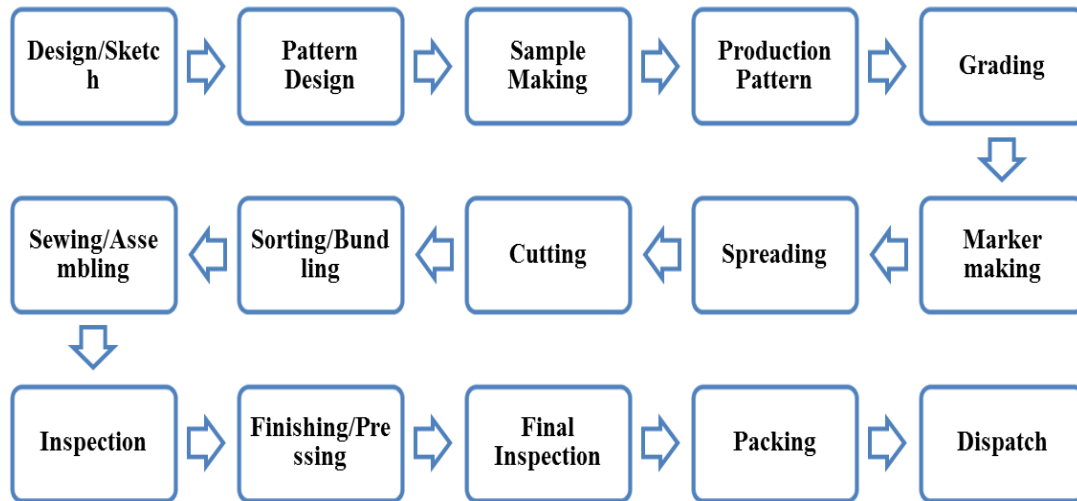 Design/Sketc
h
Pattern
Design
Sample
Making
Production
Pattern
Grading
Sewing/Asse
mbling
Sorting/Bund
ling
Cutting
Spreading
Marker
making
Inspection
Finishing/Pre
ssing
Final
Inspection
Packing
Dispatch